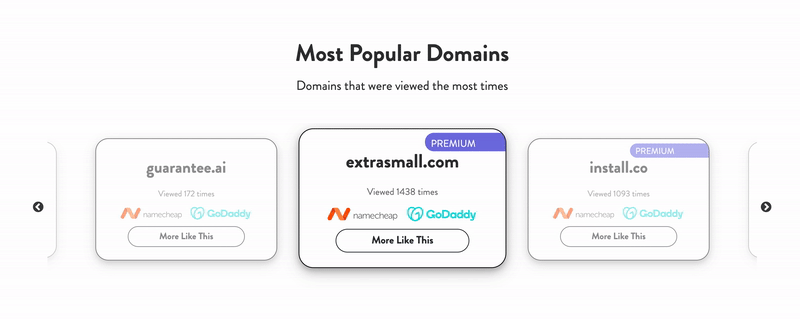 Most Popular Domains
Domains that were viewed the most times
guarantee.ai
Viewed 172 times
namecheap
GoDaddy
More Like This
PREMIUM
extrasmall.com
Viewed 1438 times
namecheap
GoDaddy
More Like This
PREMIUM
install.co
Viewed 1093 times
namecheap
GoDaddy
More Like This